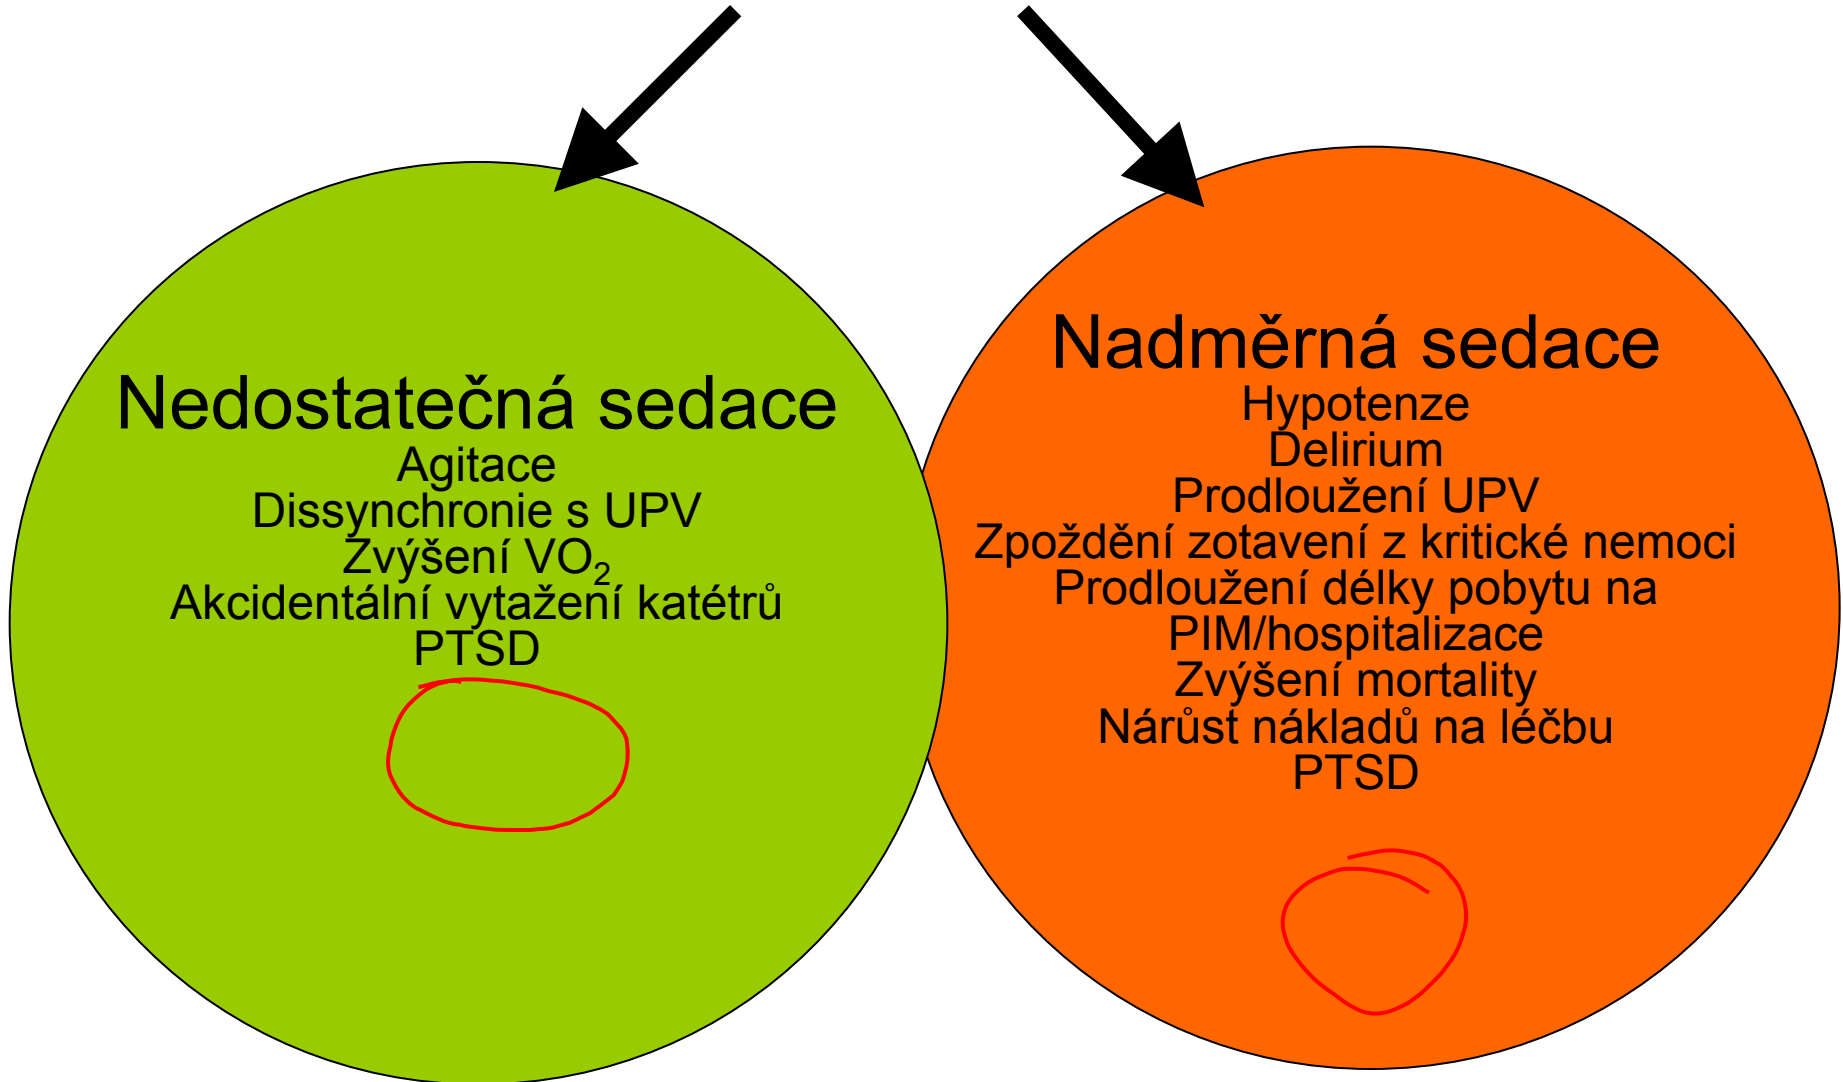 Nedostatečná sedace
Agitace
Dissynchronie s UPV
Zvýšení VO₂
Akcidentální vytažení katétrů
PTSD
Nadměrná sedace
Hypotenze
Delirium
Prodloužení UPV
Zpoždění zotavení z kritické nemoci
Prodloužení délky pobytu na
PIM/hospitalizace
Zvýšení mortality
Nárůst nákladů na léčbu
PTSD